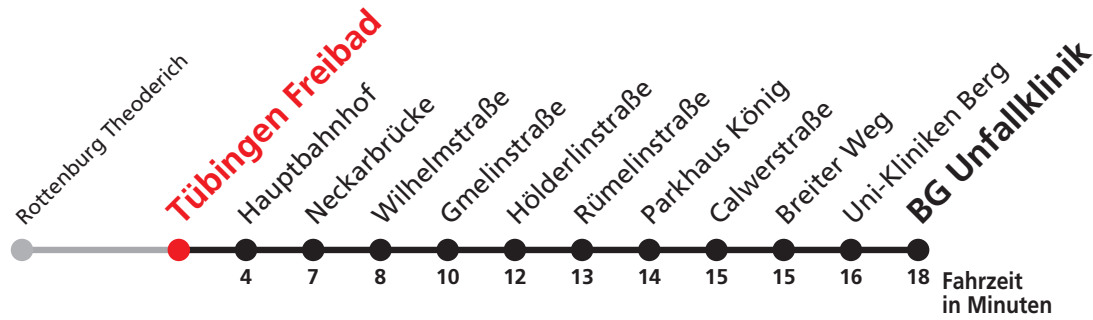 Rottenburg Theoderich
Tübingen Freibad
Hauptbahnhof
Neckarbrücke
Wilhelmstraße
Gmelinstraße
Hölderlinstraße
Rümelinstraße
Parkhaus König
Calwerstraße
Breiter Weg
Uni-Kliniken Berg
BG Unfallklinik
4 7 8 10 12 13 14 15 15 16 18
Fahrzeit
in Minuten